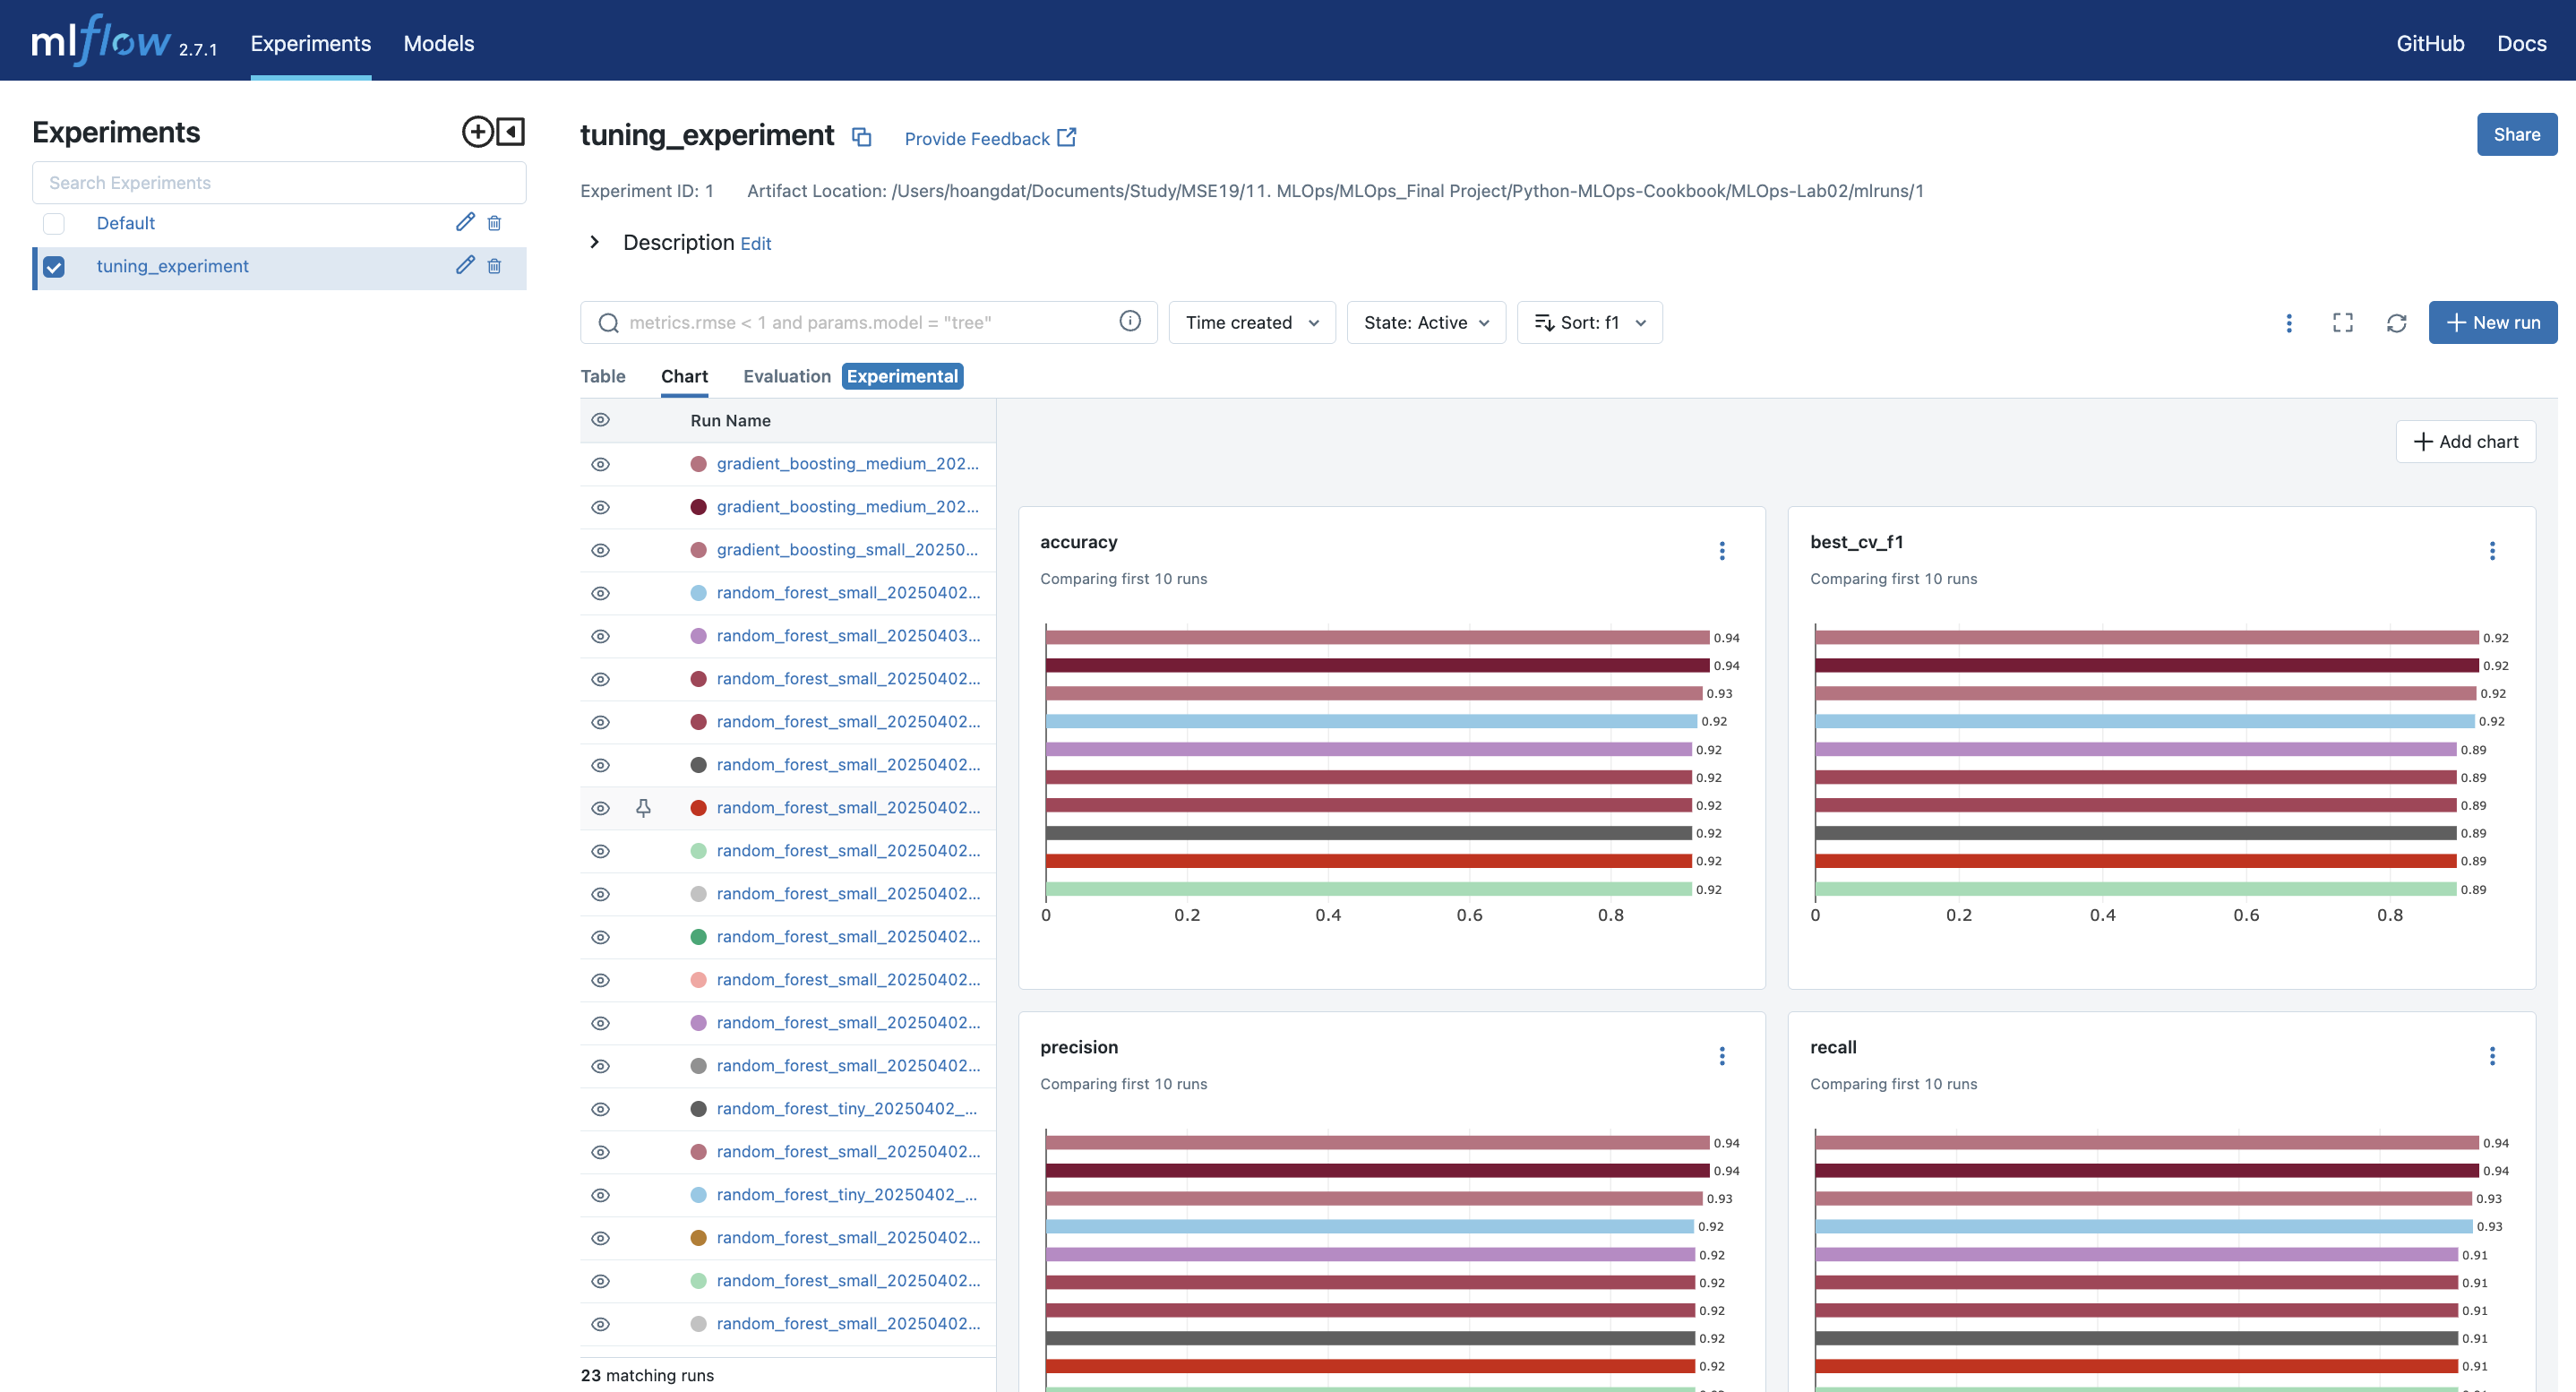 mlflow 2.7.1 Experiments Models GitHub Docs
Experiments
Search Experiments
Default
tuning_experiment
tuning_experiment Provide Feedback Share
Experiment ID: 1 Artifact Location: /Users/hoangdat/Documents/Study/MSE19/11. MLOps/MLOps_Final Project/Python-MLOps-Cookbook/MLOps-Lab02/mlruns/1
Description Edit
metrics.rmse < 1 and params.model = "tree" Time created State: Active Sort: f1 New run
Table Chart Evaluation Experimental
Run Name
gradient_boosting_medium_202...
gradient_boosting_medium_202...
gradient_boosting_small_20250...
random_forest_small_20250402...
random_forest_small_20250403...
random_forest_small_20250402...
random_forest_small_20250402...
random_forest_small_20250402...
random_forest_small_20250402...
random_forest_small_20250402...
random_forest_small_20250402...
random_forest_small_20250402...
random_forest_small_20250402...
random_forest_small_20250402...
random_forest_small_20250402...
random_forest_tiny_20250402_...
random_forest_small_20250402...
random_forest_tiny_20250402_...
random_forest_small_20250402...
random_forest_small_20250402...
random_forest_small_20250402...
23 matching runs
Add chart
accuracy
Comparing first 10 runs
0.94
0.94
0.93
0.92
0.92
0.92
0.92
0.92
0.92
0.92
0 0.2 0.4 0.6 0.8
best_cv_f1
Comparing first 10 runs
0.92
0.92
0.92
0.92
0.89
0.89
0.89
0.89
0.89
0.89
0 0.2 0.4 0.6 0.8
precision
Comparing first 10 runs
0.94
0.94
0.93
0.92
0.92
0.92
0.92
0.92
0.92
recall
Comparing first 10 runs
0.94
0.94
0.93
0.93
0.91
0.91
0.91
0.91
0.91